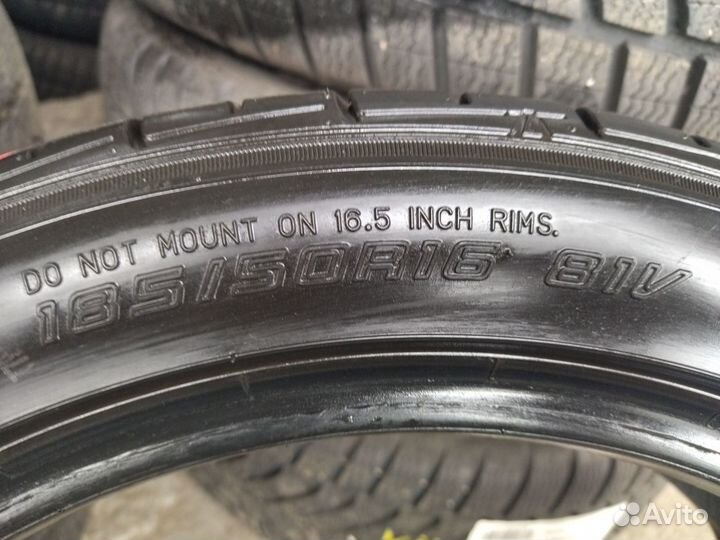 DO NOT MOUNT ON 16.5 INCH RIMS.
185/50R16 81V
Avito